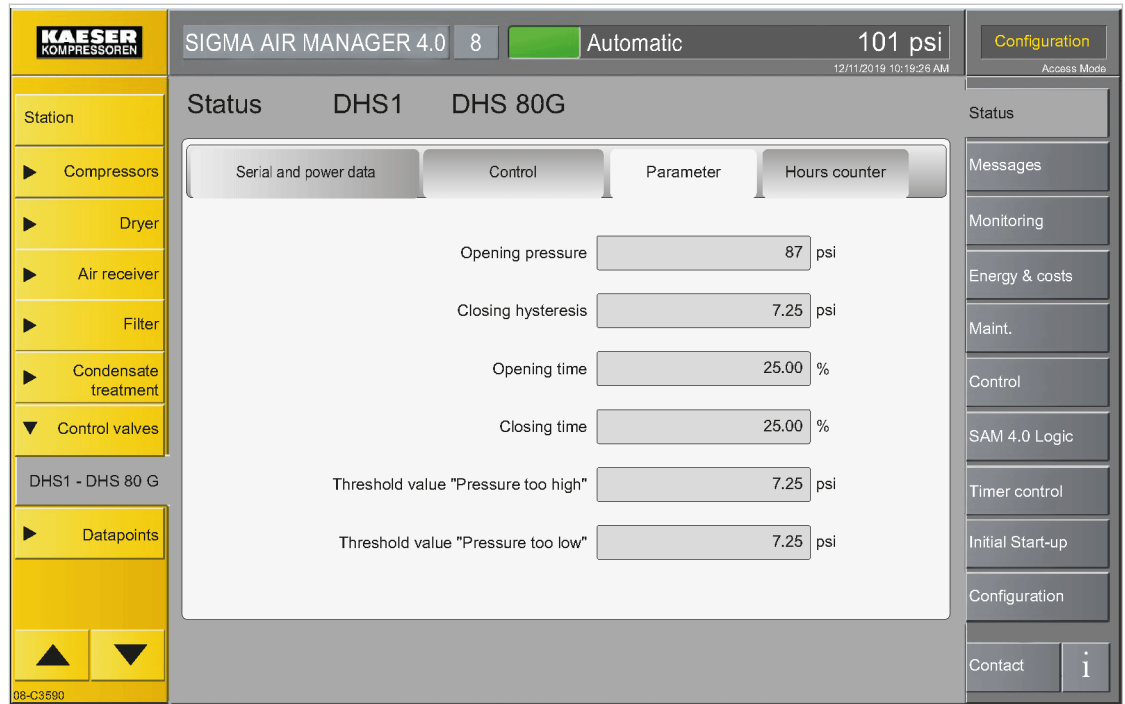 KAESER
KOMPRESSOREN
SIGMA AIR MANAGER 4.0 8 Automatic 101 psi
12/11/2019 10:19:26 AM
Configuration
Access Mode
Station
Compressors
Dryer
Air receiver
Filter
Condensate
treatment
Control valves
DHS1 - DHS 80 G
Datapoints
08-C3590
Status DHS1 DHS 80G
Serial and power data Control Parameter Hours counter
Opening pressure 87 psi
Closing hysteresis 7.25 psi
Opening time 25.00 %
Closing time 25.00 %
Threshold value "Pressure too high" 7.25 psi
Threshold value "Pressure too low" 7.25 psi
Status
Messages
Monitoring
Energy & costs
Maint.
Control
SAM 4.0 Logic
Timer control
Initial Start-up
Configuration
Contact i